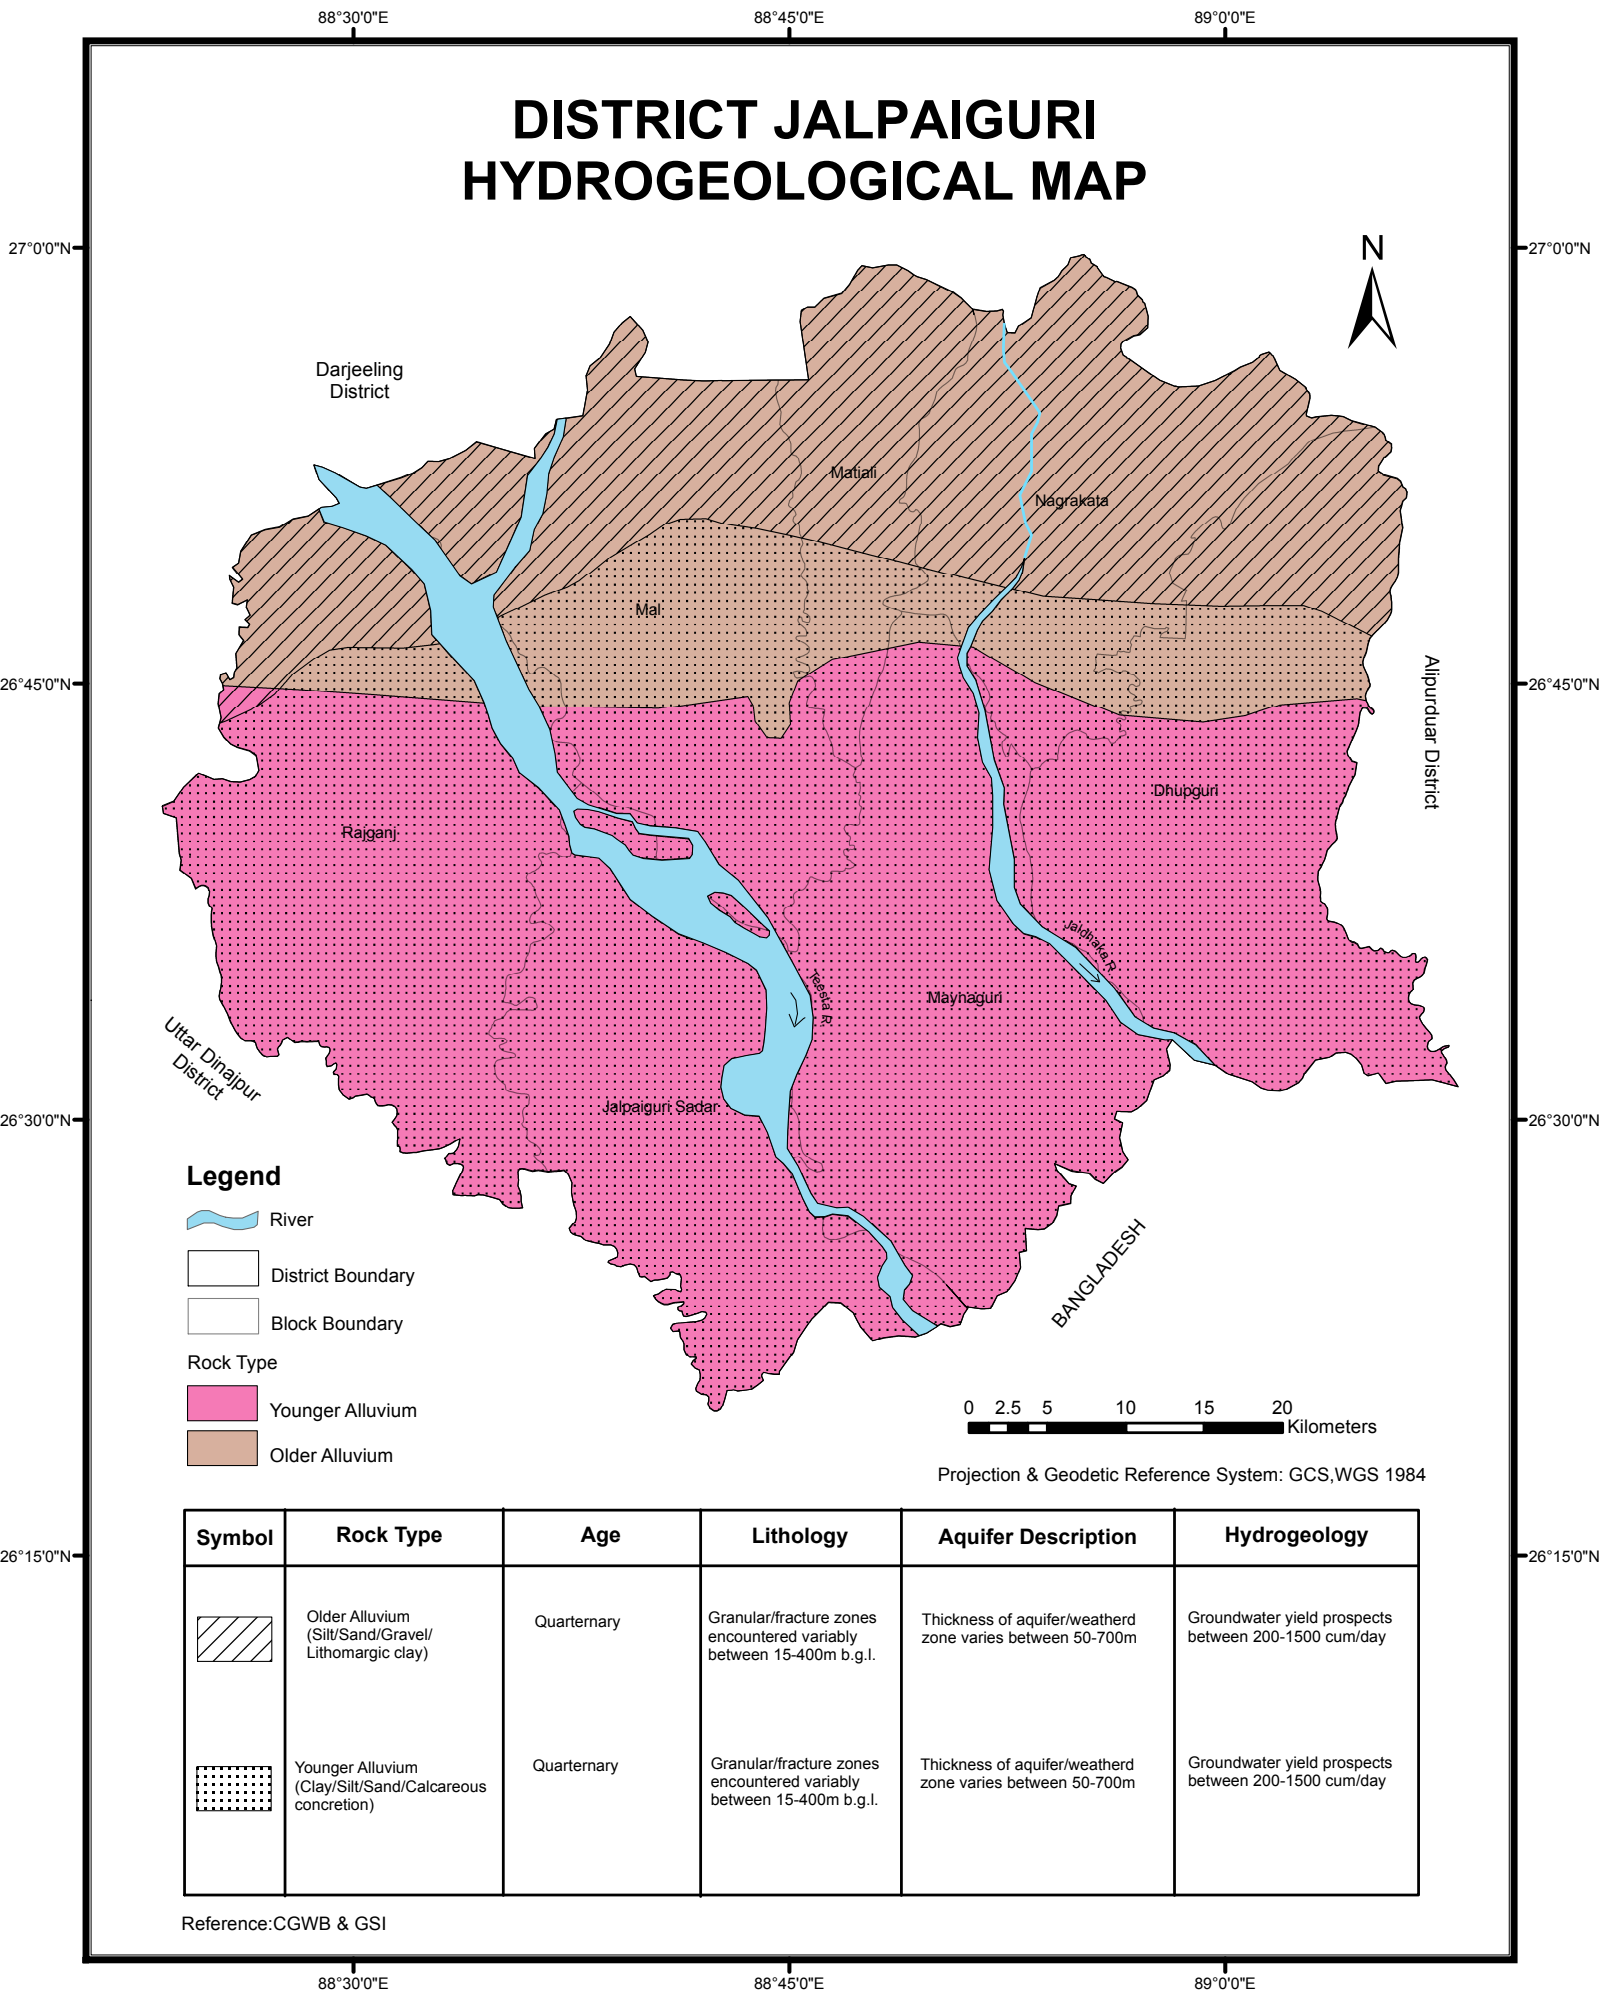 88°30'0"E
88°45'0"E
89°0'0"E
DISTRICT JALPAIGURI
HYDROGEOLOGICAL MAP
27°0'0"N
27°0'0"N
N
Darjeeling
District
Matiali
Nagrakata
Mal
26°45'0"N
26°45'0"N
Alipurduar District
Dhupguri
Rajganj
Jaldhaka R.
Teesta R
Maynaguri
Uttar Dinajpur
District
Jalpaiguri Sadar
26°30'0"N
26°30'0"N
BANGLADESH
Legend
River
District Boundary
Block Boundary
Rock Type
Younger Alluvium
Older Alluvium
0 2.5 5 10 15 20
Kilometers
Projection & Geodetic Reference System: GCS,WGS 1984
Symbol Rock Type Age Lithology Aquifer Description Hydrogeology
26°15'0"N
26°15'0"N
Older Alluvium
(Silt/Sand/Gravel/
Lithomargic clay)
Quarternary
Granular/fracture zones
encountered variably
between 15-400m b.g.l.
Thickness of aquifer/weatherd
zone varies between 50-700m
Groundwater yield prospects
between 200-1500 cum/day
Younger Alluvium
(Clay/Silt/Sand/Calcareous
concretion)
Quarternary
Granular/fracture zones
encountered variably
between 15-400m b.g.l.
Thickness of aquifer/weatherd
zone varies between 50-700m
Groundwater yield prospects
between 200-1500 cum/day
Reference:CGWB & GSI
88°30'0"E
88°45'0"E
89°0'0"E